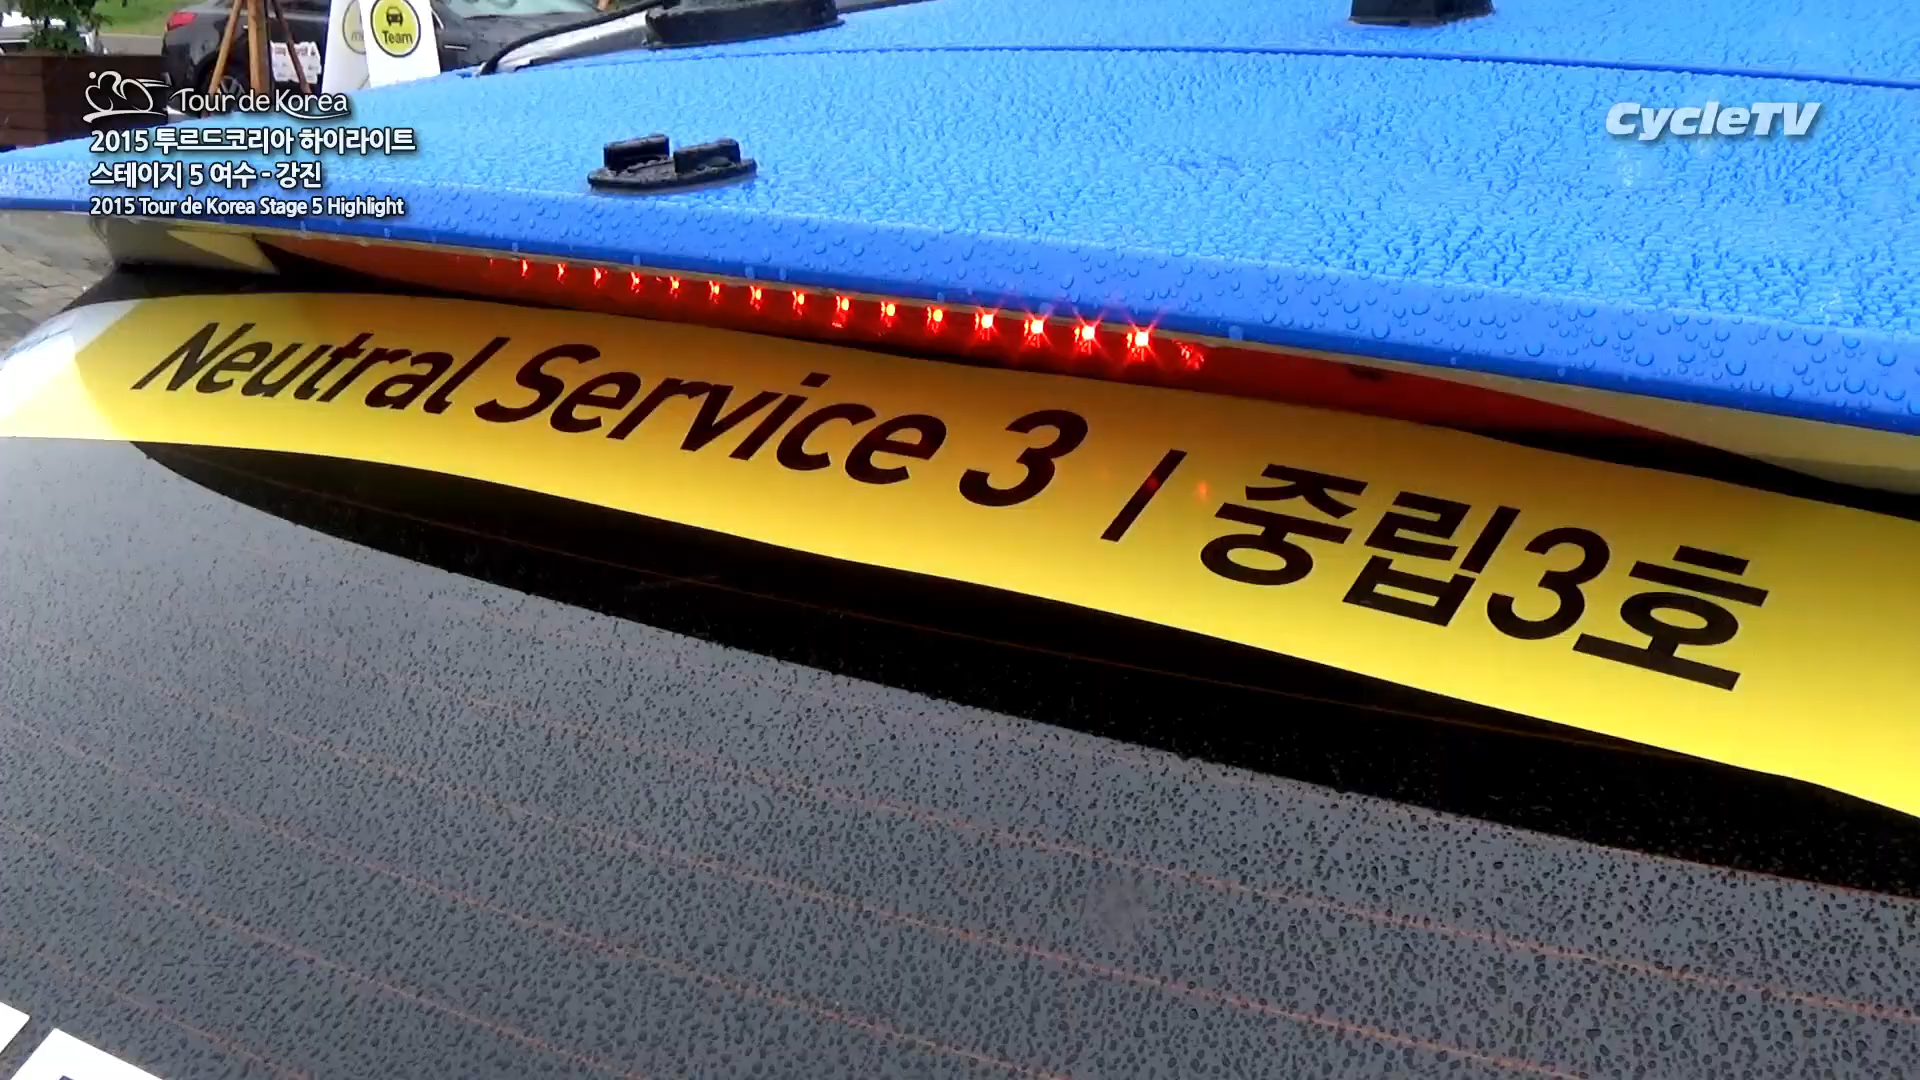 Team
Tour de Korea
2015 투르드코리아 하이라이트
스테이지 5 여수 - 강진
2015 Tour de Korea Stage 5 Highlight
CycleTV
Neutral Service 3 | 중립3호